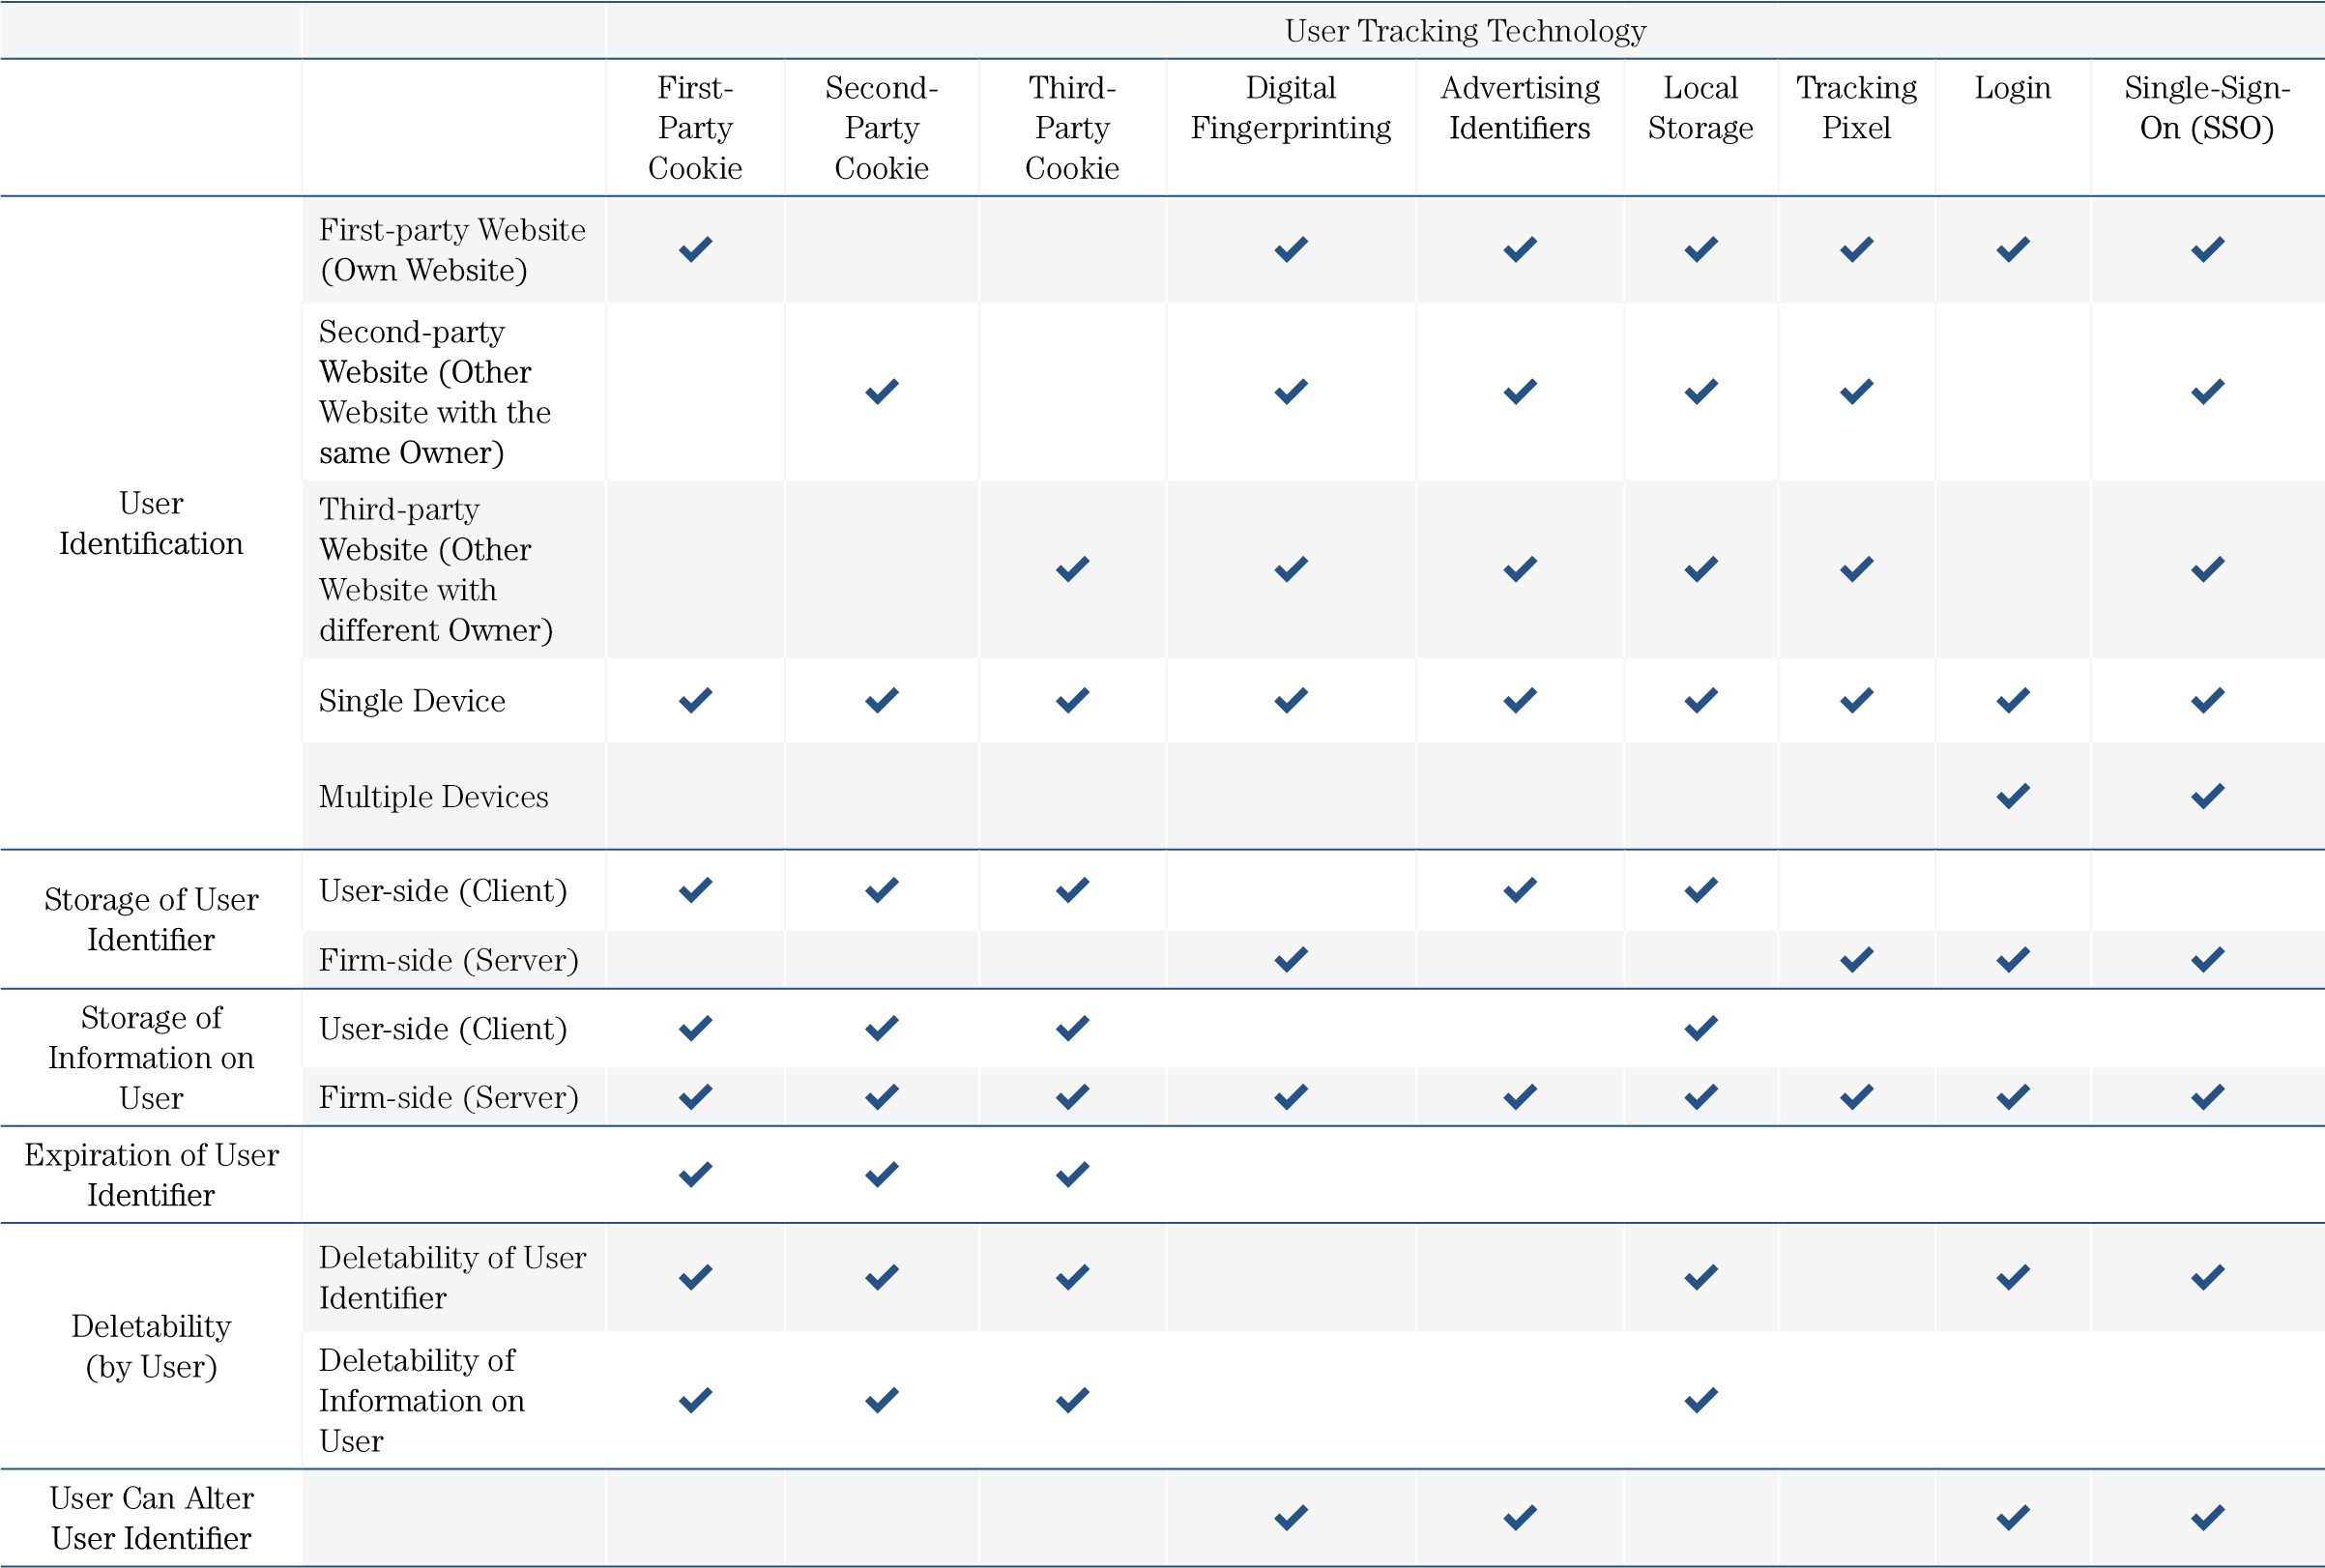 User Tracking Technology
First-
Party
Cookie
Second-
Party
Cookie
Third-
Party
Cookie
Digital
Fingerprinting
Advertising
Identifiers
Local
Storage
Tracking
Pixel
Login
Single-Sign-
On (SSO)
User
Identification
First-party Website
(Own Website)
Second-party
Website (Other
Website with the
same Owner)
Third-party
Website (Other
Website with
different Owner)
Single Device
Multiple Devices
Storage of User
Identifier
User-side (Client)
Firm-side (Server)
Storage of
Information on
User
User-side (Client)
Firm-side (Server)
Expiration of User
Identifier
Deletability
(by User)
Deletability of User
Identifier
Deletability of
Information on
User
User Can Alter
User Identifier